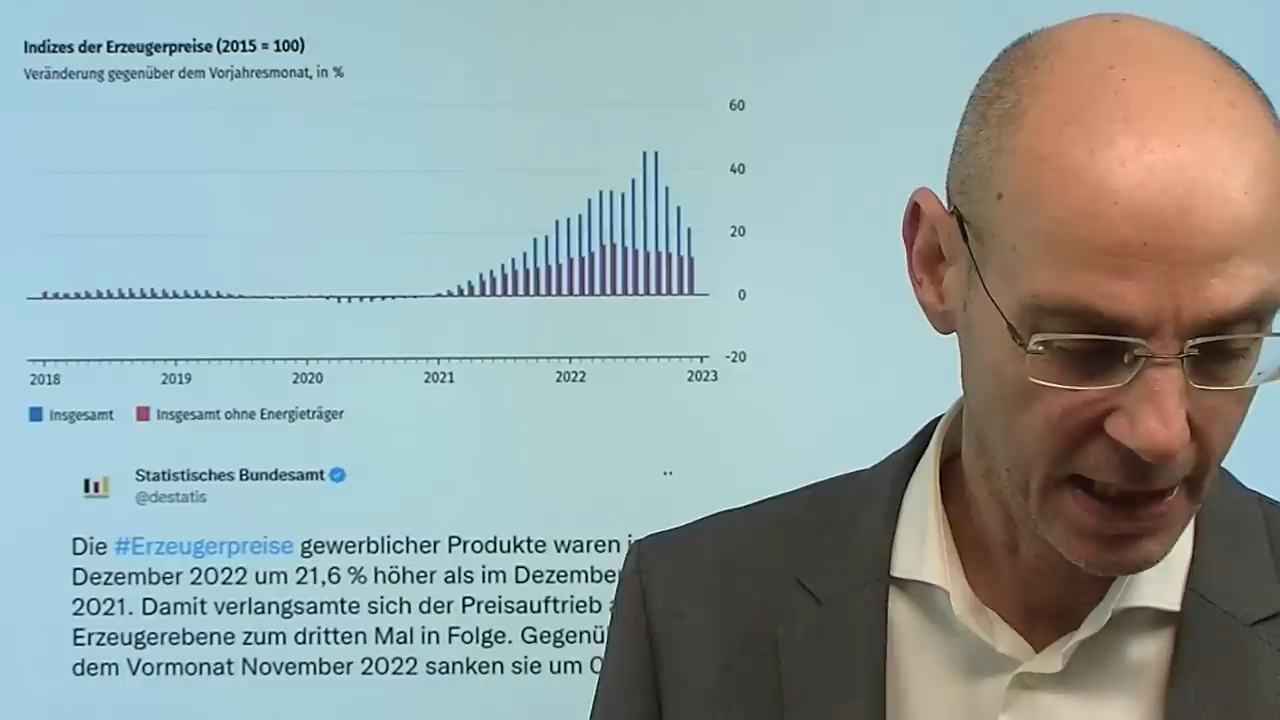 Indizes der Erzeugerpreise (2015 = 100)
Veränderung gegenüber dem Vorjahresmonat, in %
60
40
20
0
-20
2018 2019 2020 2021 2022 2023
Insgesamt Insgesamt ohne Energieträger
Statistisches Bundesamt
@destatis
Die #Erzeugerpreise gewerblicher Produkte waren
Dezember 2022 um 21,6 % höher als im
2021. Damit verlangsamte sich der Preisauftrieb
Erzeugerebene zum dritten Mal in Folge.
dem Vormonat November 2022 sanken sie um